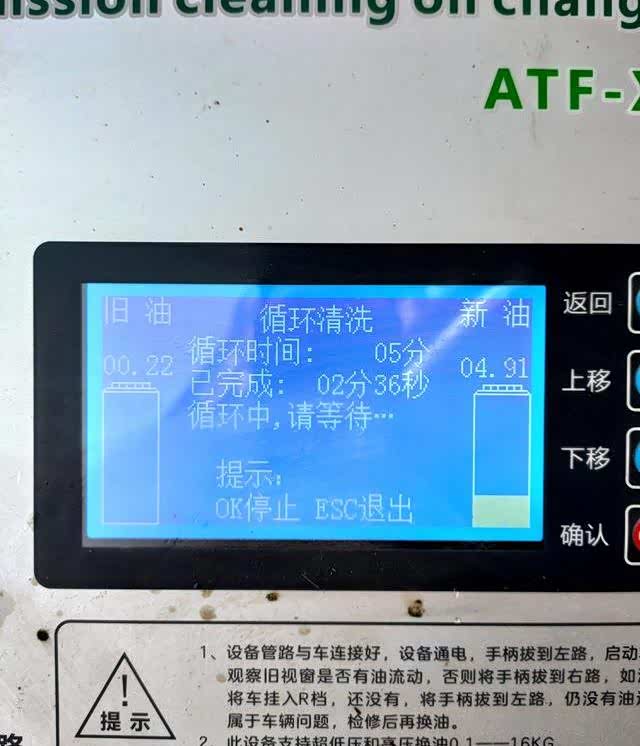 ission cleaning oil chang
ATF-
旧 油
循环清洗
新 油
00.22
循环时间: 05分
04.91
已完成: 02分36秒
循环中,请等待…
提示:
OK停止 ESC退出
返回
上移
下移
确认
提 示
1、设备管路与车连接好，设备通电，手柄拔到左路，启动
观察旧视窗是否有油流动，否则将手柄拔到右路，如
将车挂入R档，还没有，将手柄拔到左路，仍没有油
属于车辆问题，检修后再换油。
2、此设备支持超低压和高压换油0.1——16KG
路